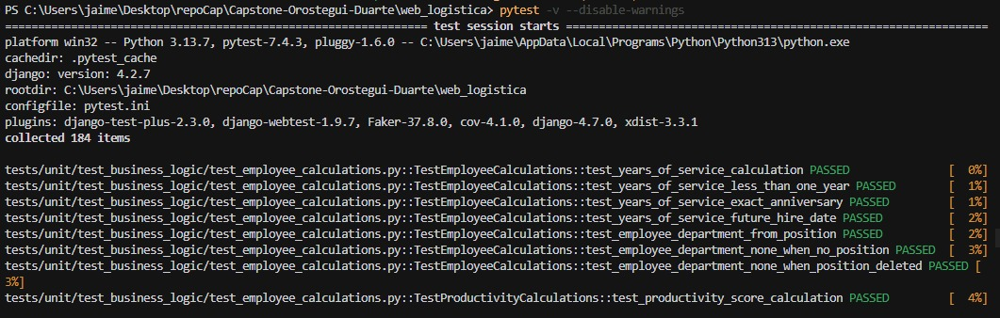 PS C:\Users\jaime\Desktop\repoCap\Capstone-Orostegui-Duarte\web_logistica> pytest -v --disable-warnings
================================================================ test session starts ================================================================
platform win32 -- Python 3.13.7, pytest-7.4.3, pluggy-1.6.0 -- C:\Users\jaime\AppData\Local\Programs\Python\Python313\python.exe
cachedir: .pytest_cache
django: version: 4.2.7
rootdir: C:\Users\jaime\Desktop\repoCap\Capstone-Orostegui-Duarte\web_logistica
configfile: pytest.ini
plugins: django-test-plus-2.3.0, django-webtest-1.9.7, Faker-37.8.0, cov-4.1.0, django-4.7.0, xdist-3.3.1
collected 184 items
tests/unit/test_business_logic/test_employee_calculations.py::TestEmployeeCalculations::test_years_of_service_calculation PASSED [  0%]
tests/unit/test_business_logic/test_employee_calculations.py::TestEmployeeCalculations::test_years_of_service_less_than_one_year PASSED [  1%]
tests/unit/test_business_logic/test_employee_calculations.py::TestEmployeeCalculations::test_years_of_service_exact_anniversary PASSED [  1%]
tests/unit/test_business_logic/test_employee_calculations.py::TestEmployeeCalculations::test_years_of_service_future_hire_date PASSED [  2%]
tests/unit/test_business_logic/test_employee_calculations.py::TestEmployeeCalculations::test_employee_department_from_position PASSED [  2%]
tests/unit/test_business_logic/test_employee_calculations.py::TestEmployeeCalculations::test_employee_department_none_when_no_position PASSED [  3%]
tests/unit/test_business_logic/test_employee_calculations.py::TestEmployeeCalculations::test_employee_department_none_when_position_deleted PASSED [
3%]
tests/unit/test_business_logic/test_employee_calculations.py::TestProductivityCalculations::test_productivity_score_calculation PASSED [  4%]